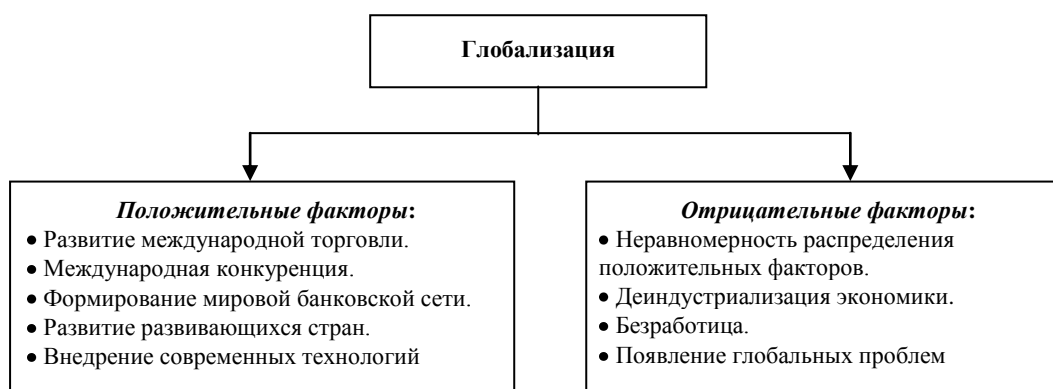 Глобализация
Положительные факторы:
• Развитие международной торговли.
• Международная конкуренция.
• Формирование мировой банковской сети.
• Развитие развивающихся стран.
• Внедрение современных технологий
Отрицательные факторы:
• Неравномерность распределения
положительных факторов.
• Деиндустриализация экономики.
• Безработица.
• Появление глобальных проблем